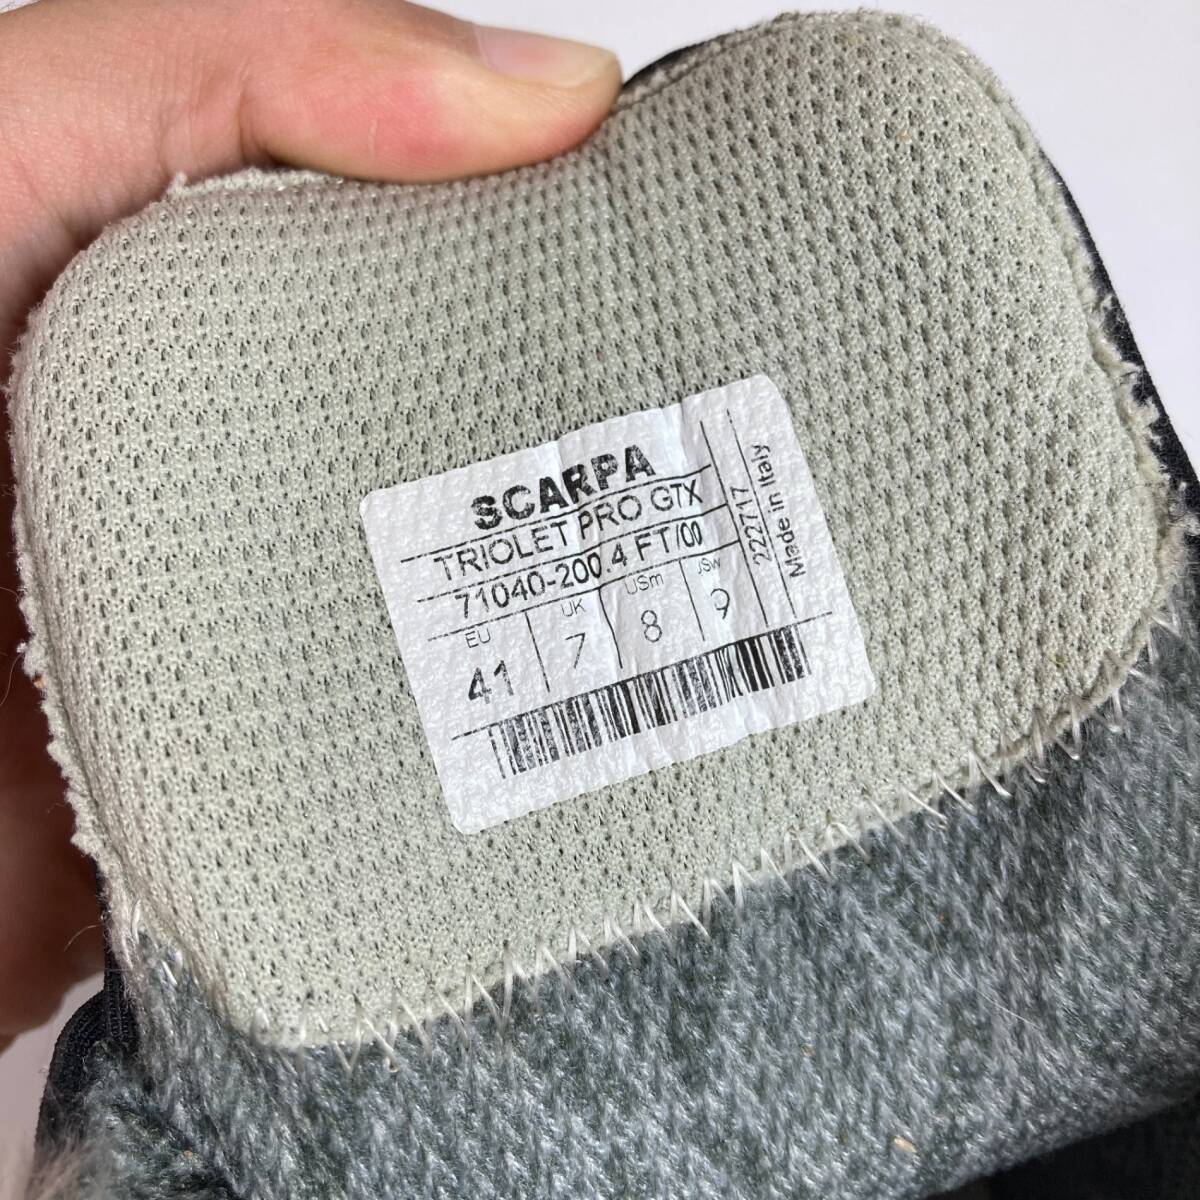 SCARPA
TRIOLET PRO GTX
71040-200.4 FT/00
EU UK USm USw
41 7 8 9
222717
Made in Italy